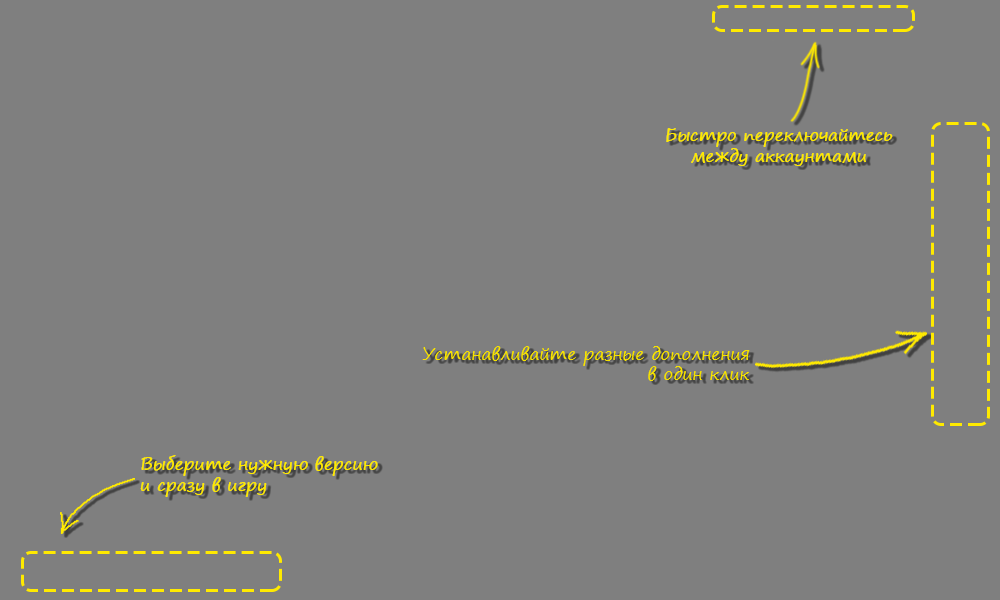 Быстро переключайтесь
между аккаунтами
Устанавливайте разные дополнения
в один клик
Выберите нужную версию
и сразу в игру